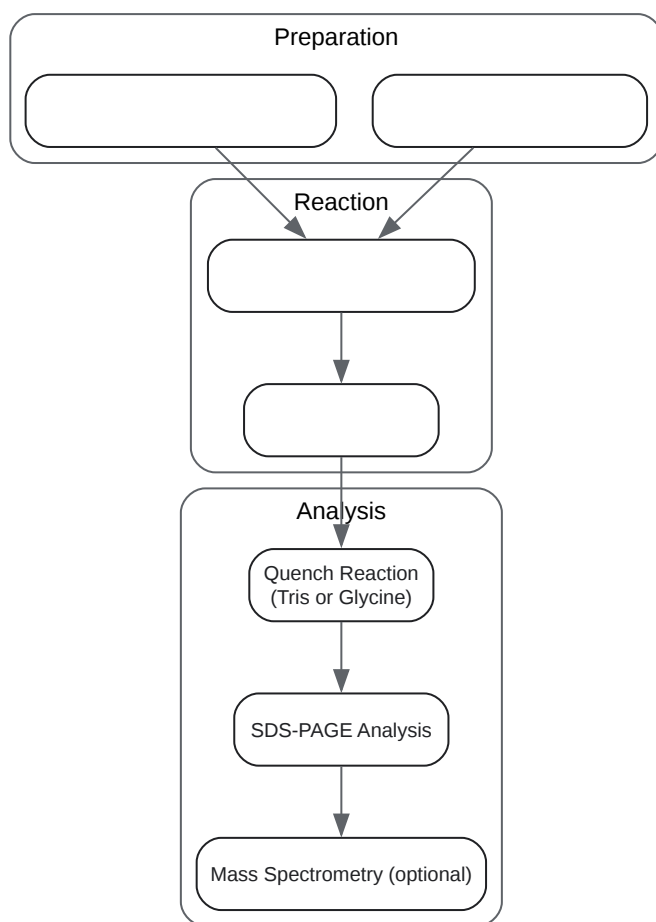 Preparation
Reaction
Analysis
Quench Reaction
(Tris or Glycine)
SDS-PAGE Analysis
Mass Spectrometry (optional)